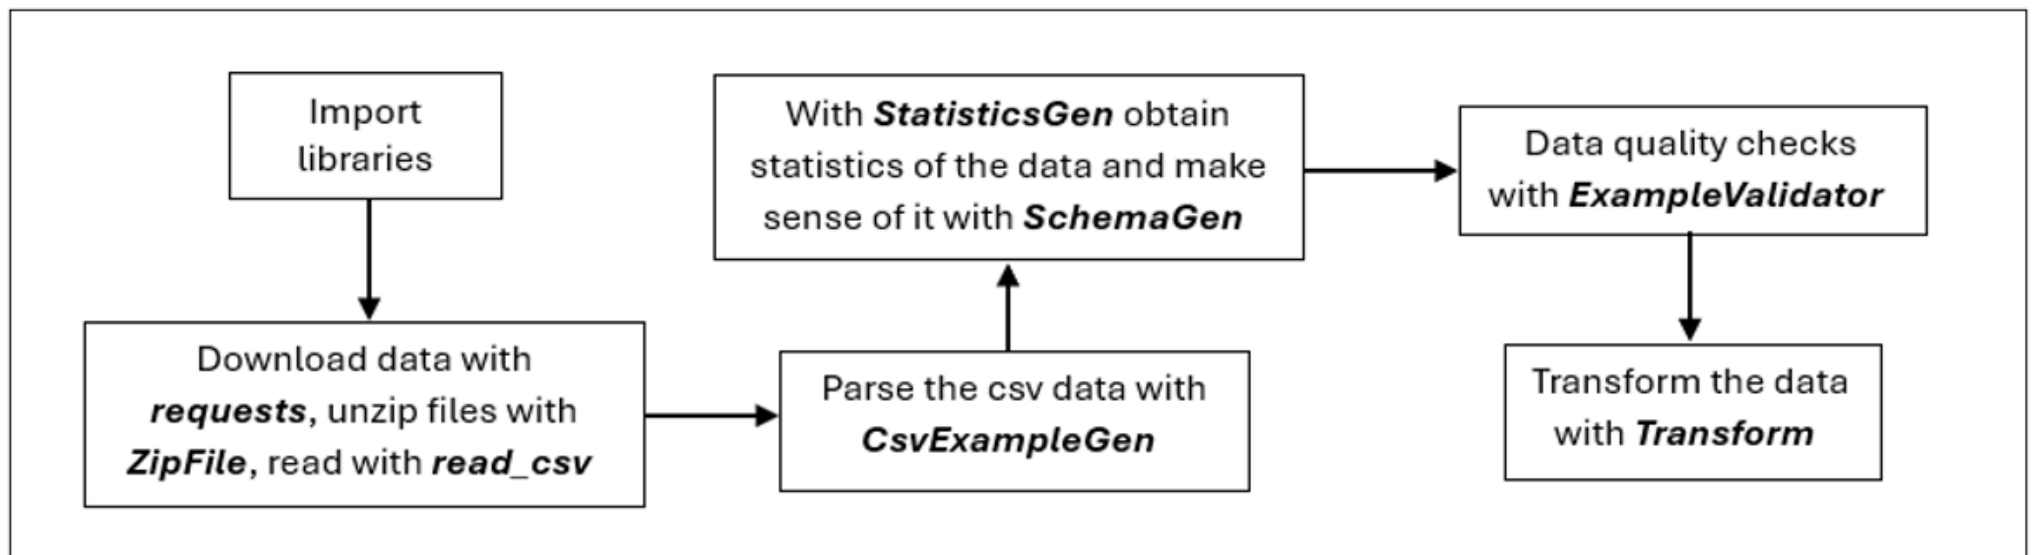 Import
libraries
Download data with
requests, unzip files with
ZipFile, read with read_csv
Parse the csv data with
CsvExampleGen
With StatisticsGen obtain
statistics of the data and make
sense of it with SchemaGen
Data quality checks
with ExampleValidator
Transform the data
with Transform